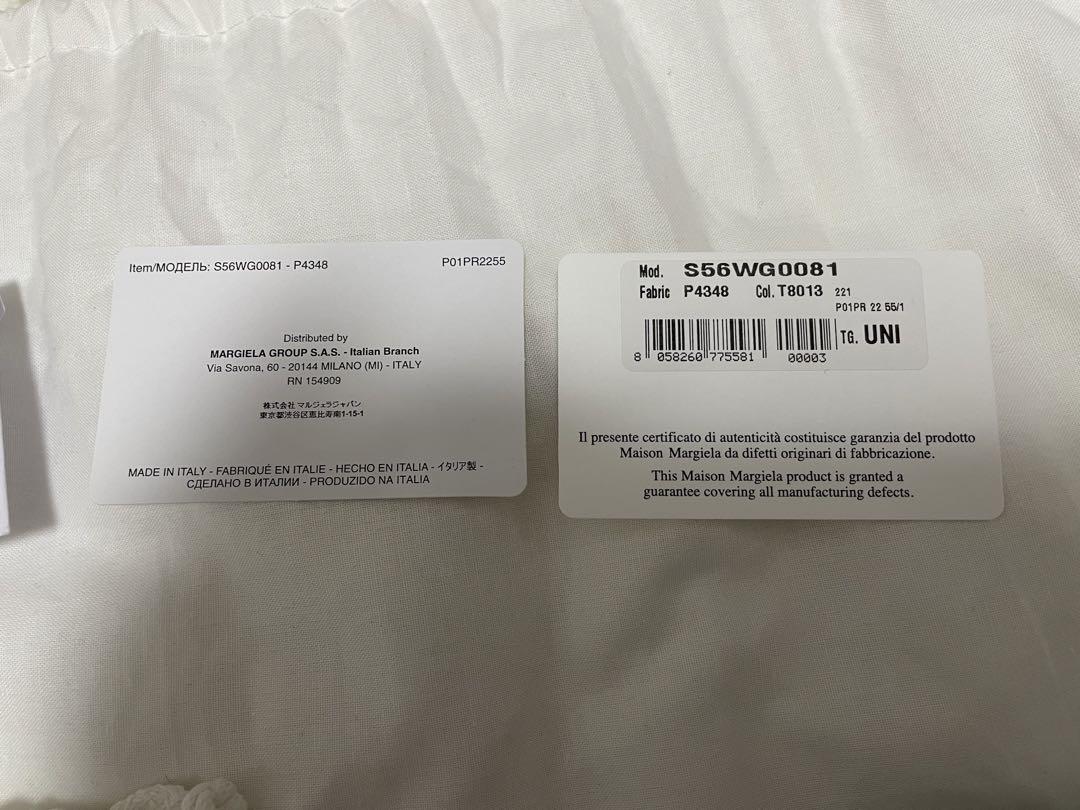 Item/МОДЕЛЬ: S56WG0081 - P4348 P01PR2255
Distributed by
MARGIELA GROUP S.A.S. - Italian Branch
Via Savona, 60 - 20144 MILANO (MI) - ITALY
RN 154909
株式会社 マルジェラジャパン
東京都渋谷区恵比寿南1-15-1
MADE IN ITALY - FABRIQUÉ EN ITALIE - HECHO EN ITALIA - イタリア製 -
СДЕЛАНО В ИТАЛИИ - PRODUZIDO NA ITALIA
Mod. S56WG0081
Fabric P4348 Col. T8013 221
P01PR 22 55/1
TG. UNI
8 058260 775581 00003
Il presente certificato di autenticità costituisce garanzia del prodotto
Maison Margiela da difetti originari di fabbricazione.
This Maison Margiela product is granted a
guarantee covering all manufacturing defects.